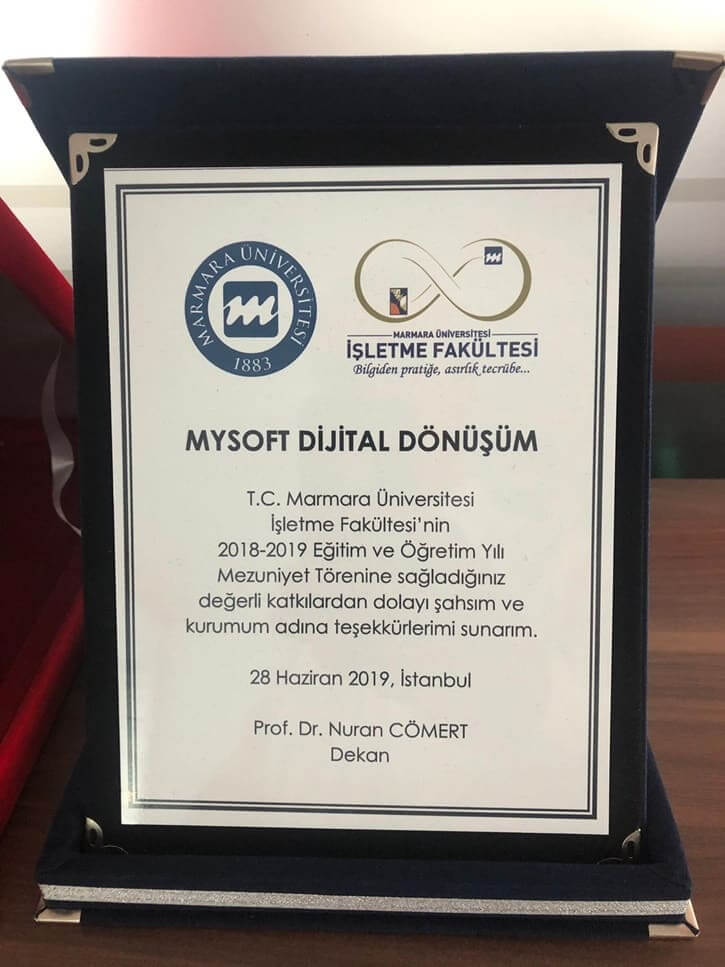 MARMARA ÜNİVERSİTESİ
m
1883
m
MARMARA ÜNİVERSİTESİ
İŞLETME FAKÜLTESİ
Bilgiden pratiğe, asırlık tecrübe...
MYSOFT DİJİTAL DÖNÜŞÜM
T.C. Marmara Üniversitesi
İşletme Fakültesi'nin
2018-2019 Eğitim ve Öğretim Yılı
Mezuniyet Törenine sağladığınız
değerli katkılardan dolayı şahsım ve
kurumum adına teşekkürlerimi sunarım.
28 Haziran 2019, İstanbul
Prof. Dr. Nuran CÖMERT
Dekan